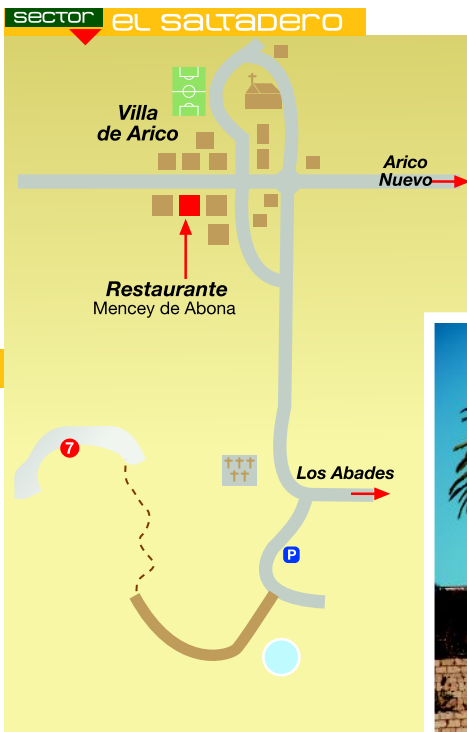 SECTOR EL SALTADERO
Villa
de Arico
Arico
Nuevo
Restaurante
Mencey de Abona
7
Los Abades
P